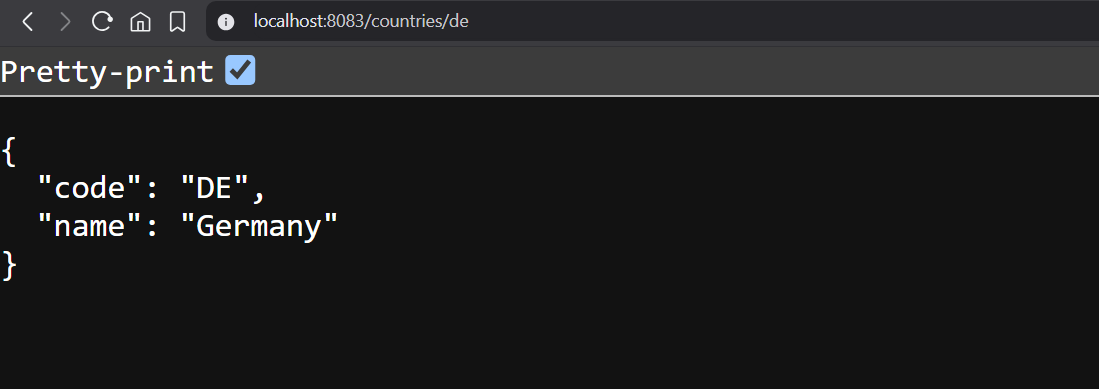 localhost:8083/countries/de
Pretty-print
{
  "code": "DE",
  "name": "Germany"
}